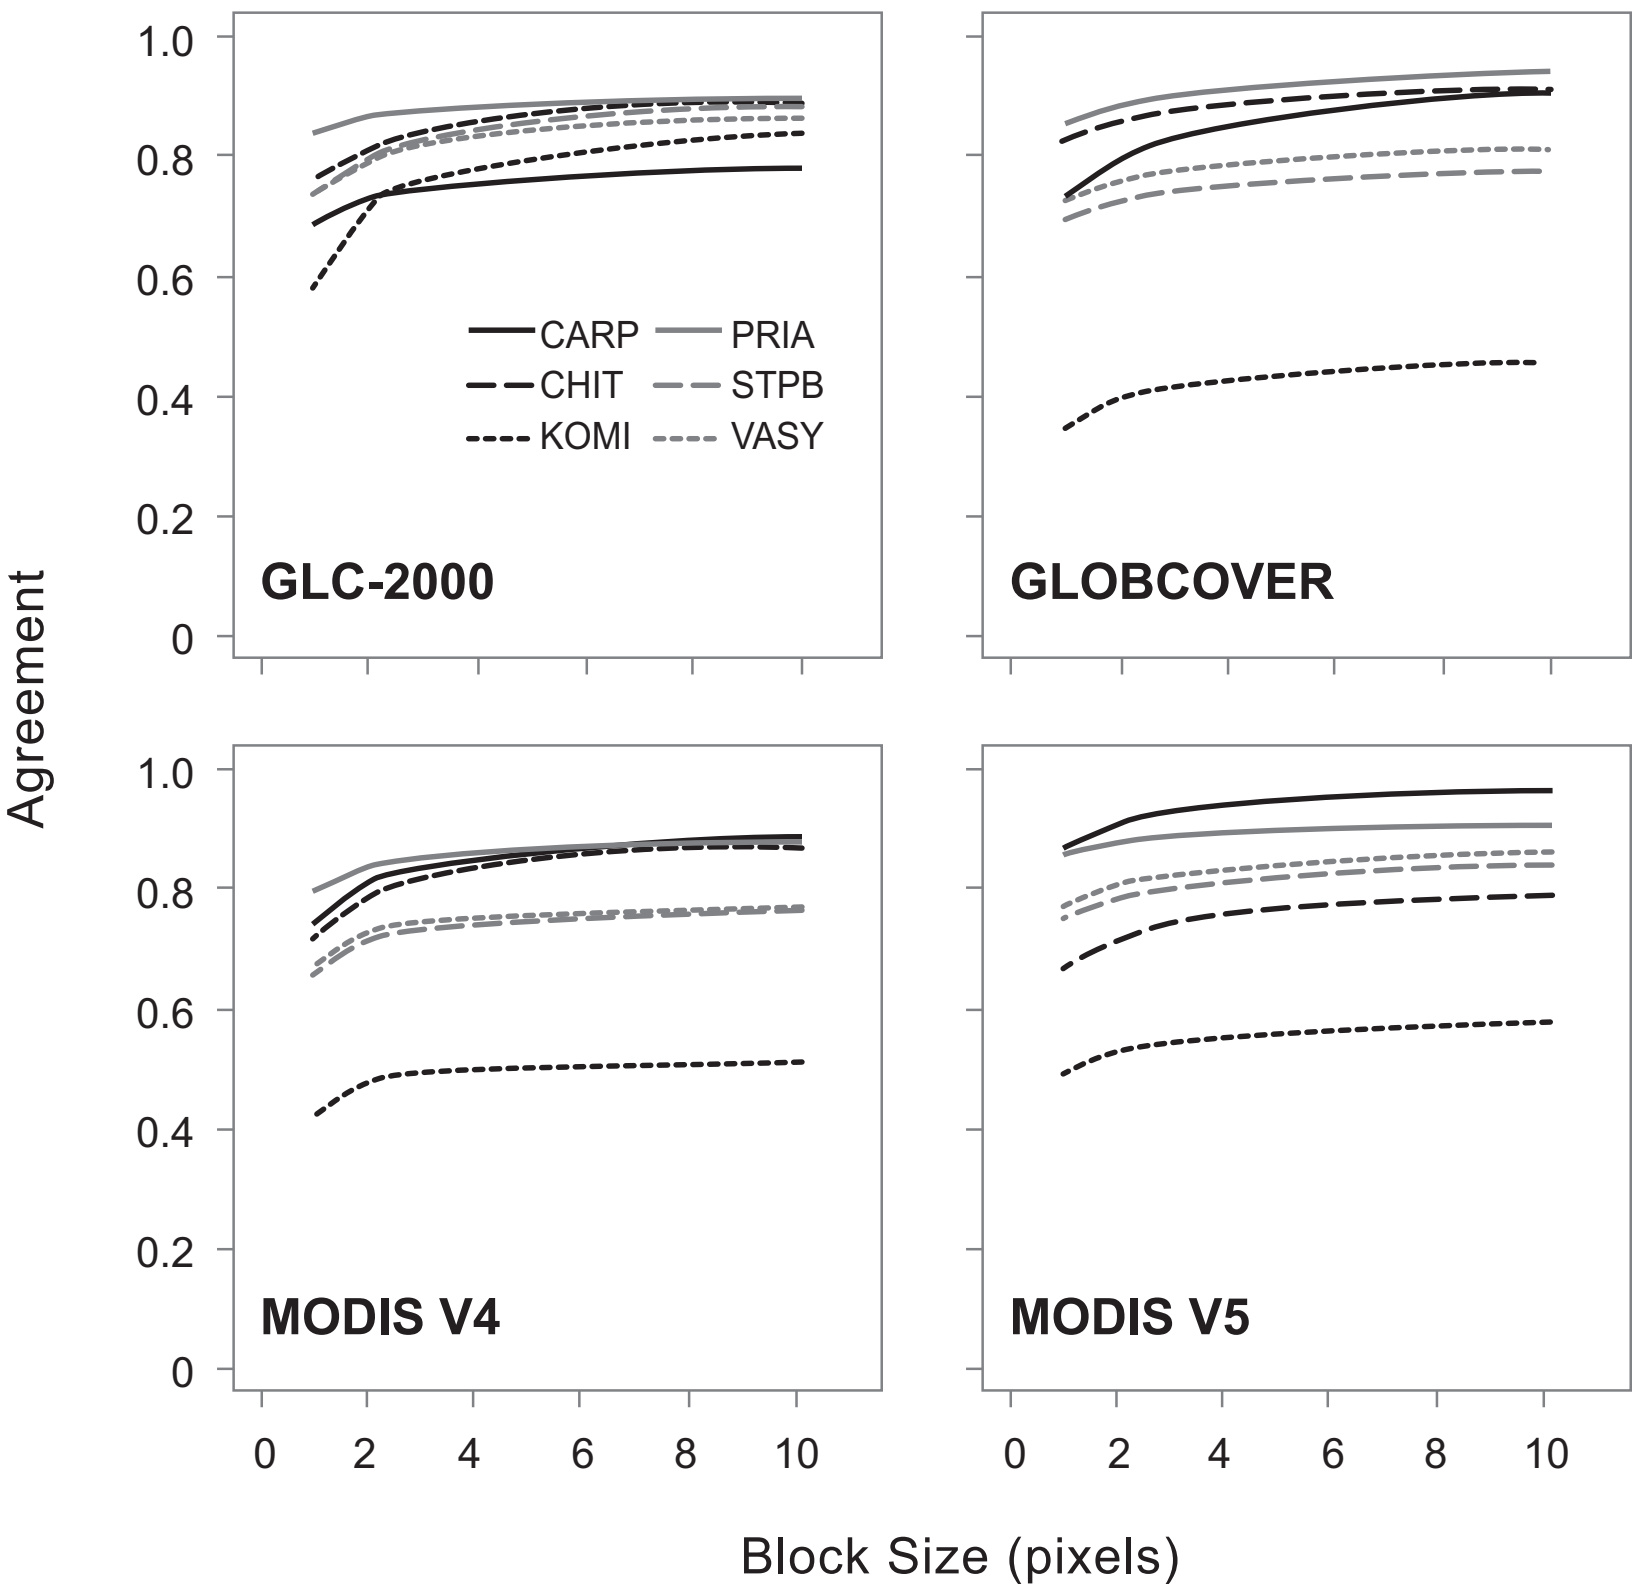 1.0
0.8
0.6
0.4
0.2
0
CARP PRIA
CHIT STPB
KOMI VASY
GLC-2000
GLOBCOVER
Agreement
1.0
0.8
0.6
0.4
0.2
0
MODIS V4
MODIS V5
0 2 4 6 8 10
0 2 4 6 8 10
Block Size (pixels)